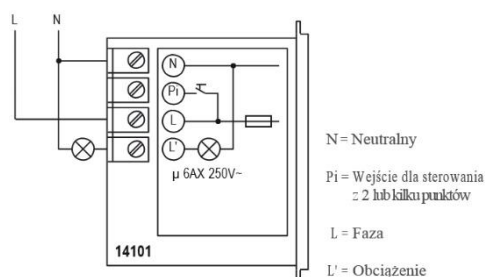 L N
N
Pi
L
L'
µ 6AX 250V~
14101
N = Neutralny
Pi = Wejście dla sterowania
z 2 lub kilku punktów
L = Faza
L' = Obciążenie